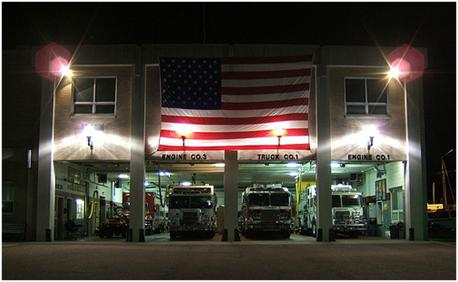 ENGINE CO. 3
TRUCK CO. 1
ENGINE CO. 1